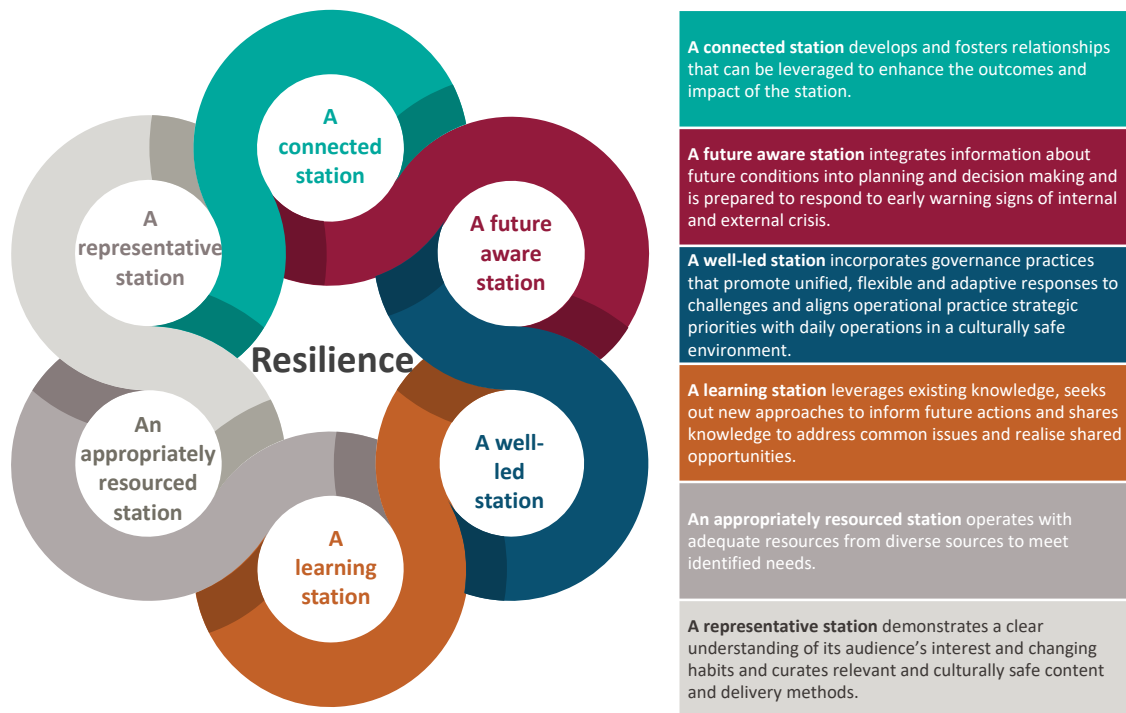 A
connected
station
A future
aware
station
A well-
led
station
A
learning
station
An
appropriately
resourced
station
A
representative
station
Resilience
A connected station develops and fosters relationships
that can be leveraged to enhance the outcomes and
impact of the station.
A future aware station integrates information about
future conditions into planning and decision making and
is prepared to respond to early warning signs of internal
and external crisis.
A well-led station incorporates governance practices
that promote unified, flexible and adaptive responses to
challenges and aligns operational practice strategic
priorities with daily operations in a culturally safe
environment.
A learning station leverages existing knowledge, seeks
out new approaches to inform future actions and shares
knowledge to address common issues and realise shared
opportunities.
An appropriately resourced station operates with
adequate resources from diverse sources to meet
identified needs.
A representative station demonstrates a clear
understanding of its audience’s interest and changing
habits and curates relevant and culturally safe content
and delivery methods.